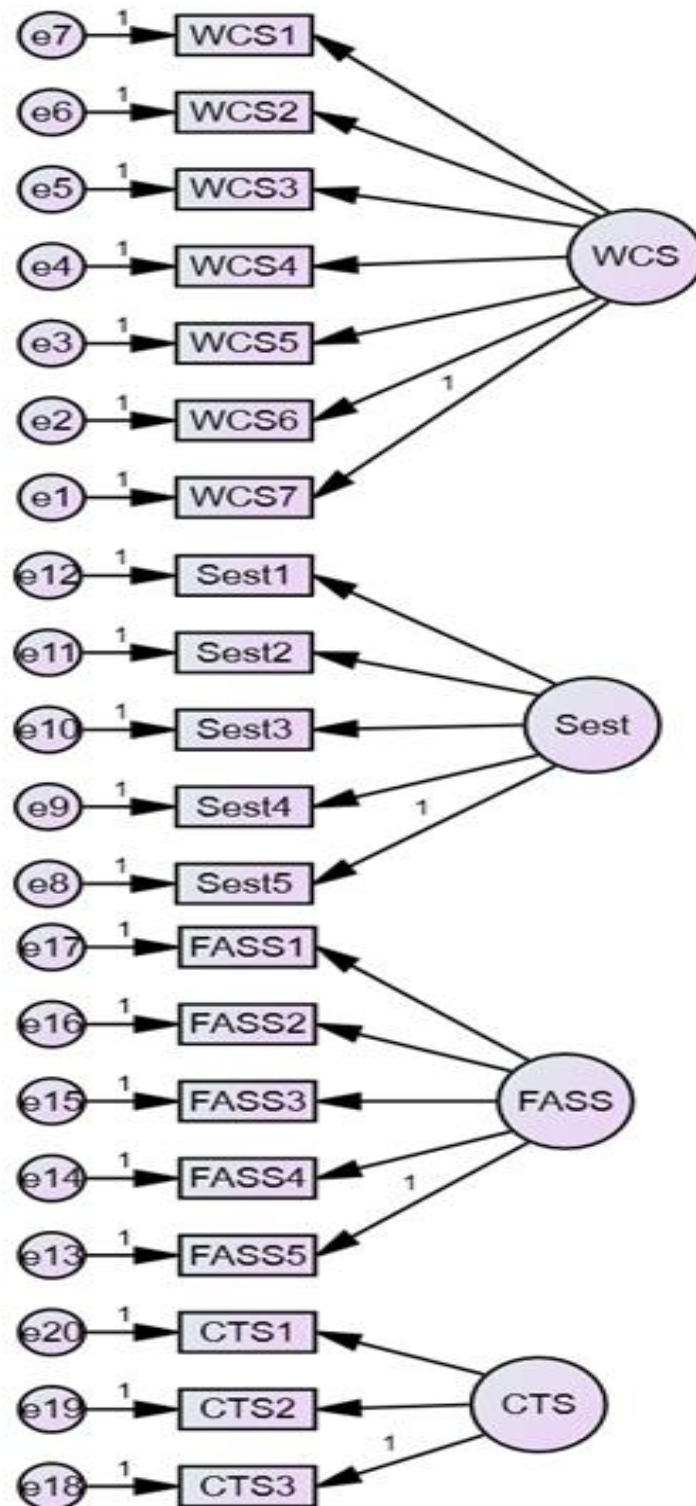 e7 1 WCS1
e6 1 WCS2
e5 1 WCS3
WCS
e4 1 WCS4
e3 1 WCS5
1
e2 1 WCS6
e1 1 WCS7
e12 1 Sest1
e11 1 Sest2
e10 1 Sest3 Sest
e9 1 Sest4 1
e8 1 Sest5
e17 1 FASS1
e16 1 FASS2
e15 1 FASS3 FASS
e14 1 FASS4 1
e13 1 FASS5
e20 1 CTS1
e19 1 CTS2 CTS
1
e18 1 CTS3